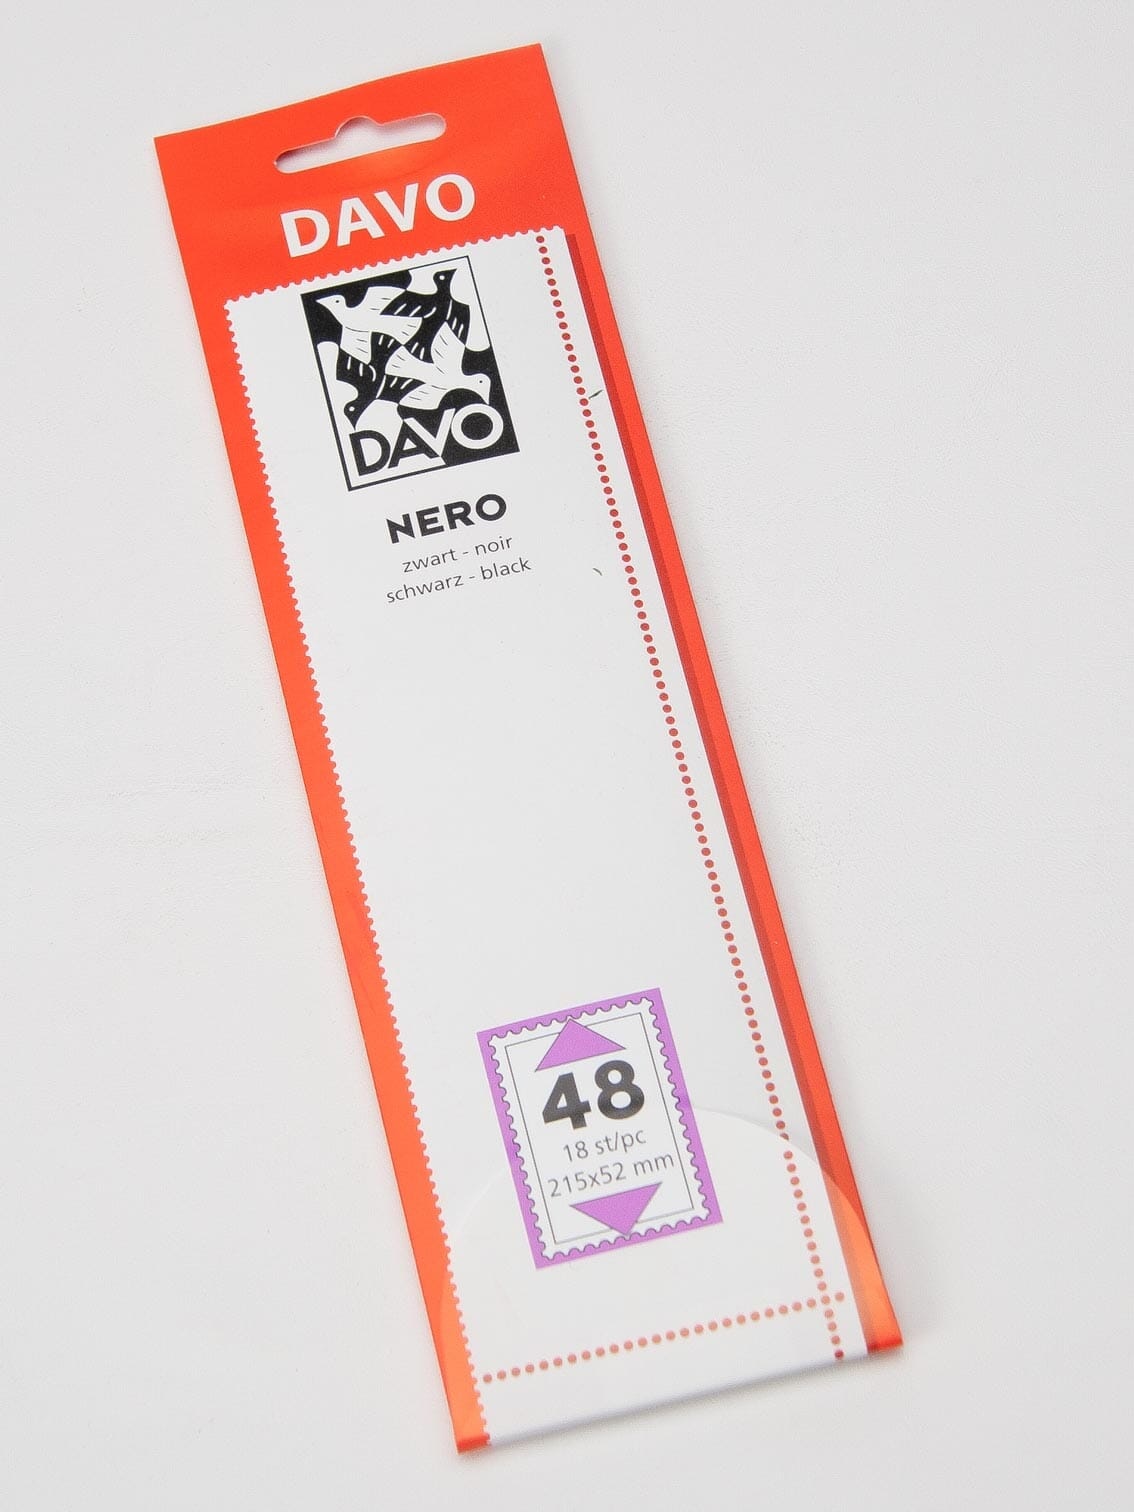 DAVO
DAVO
NERO
zwart - noir
schwarz - black
48
18 st/pc
215x52 mm